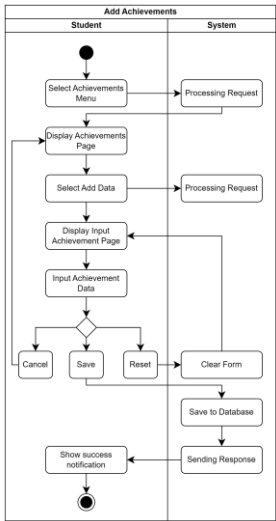 Add Achievements
Student
System
Select Achievements
Menu
Processing Request
Display Achievements
Page
Select Add Data
Processing Request
Display Input
Achievement Page
Input Achievement
Data
Cancel
Save
Reset
Clear Form
Save to Database
Show success
notification
Sending Response